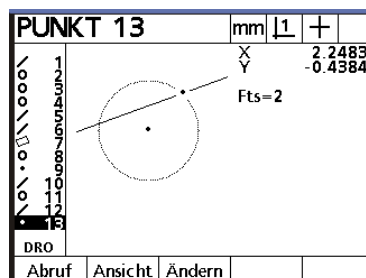 PUNKT 13 mm 1
X 2.2483
Y -0.4384
Fts=2
1
2
3
4
5
6
7
8
9
10
11
12
13
DRO
Abruf Ansicht Ändern